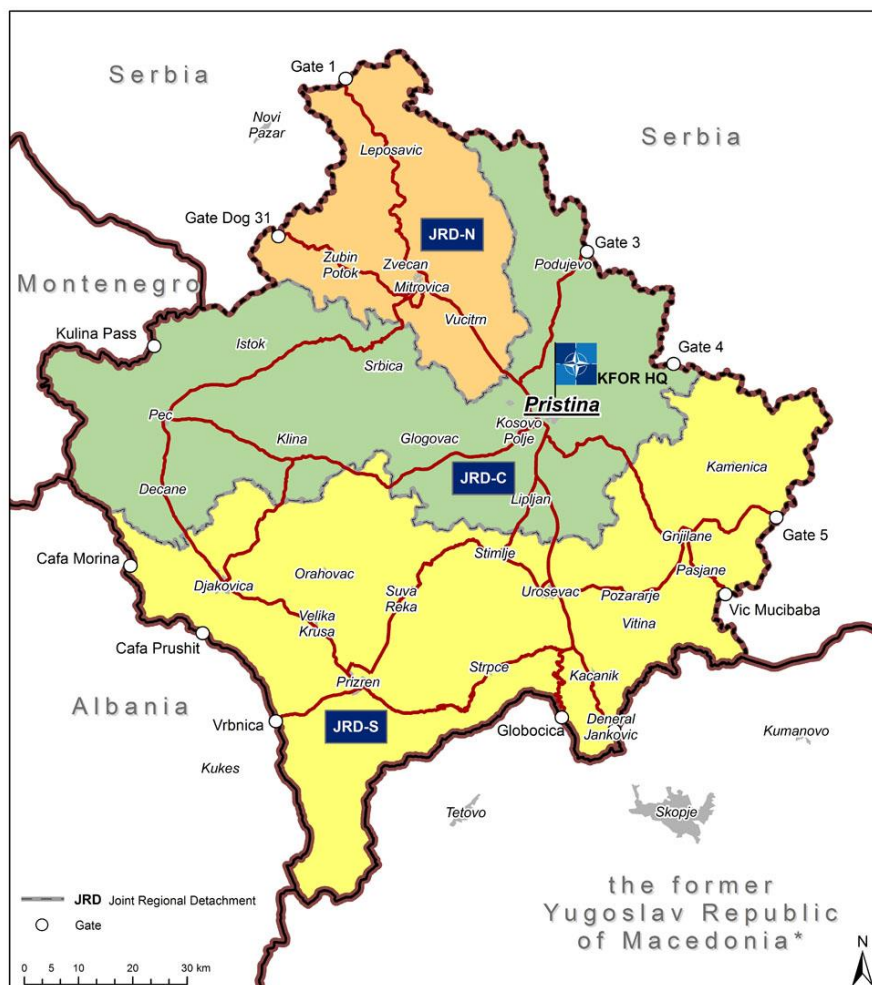 Gate 1
Serbia
Novi
Pazar
Serbia
Leposavic
Gate Dog 31
JRD-N
Gate 3
Zubin
Potok
Zvecan
Podujevo
Mitrovica
Montenegro
Vucitrn
Kulina Pass
Istok
Srbica
Gate 4
KFOR HQ
Pristina
Pec
Kosovo
Polje
Klina
Glogovac
Kamenica
JRD-C
Decane
Lipljan
Gate 5
Gnjilane
Cafa Morina
Stimlje
Pasjane
Djakovica
Orahovac
Suva
Reka
Urosevac
Pozararje
Vic Mucibaba
Velika
Krusa
Vitina
Cafa Prushit
Strpce
Kacanik
Prizren
Albania
Vrbnica
JRD-S
Globocica
Deneral
Jankovic
Kumanovo
Kukes
Tetovo
Skopje
the former
Yugoslav Republic
of Macedonia*
JRD Joint Regional Detachment
Gate
0 5 10 20 30 km
N